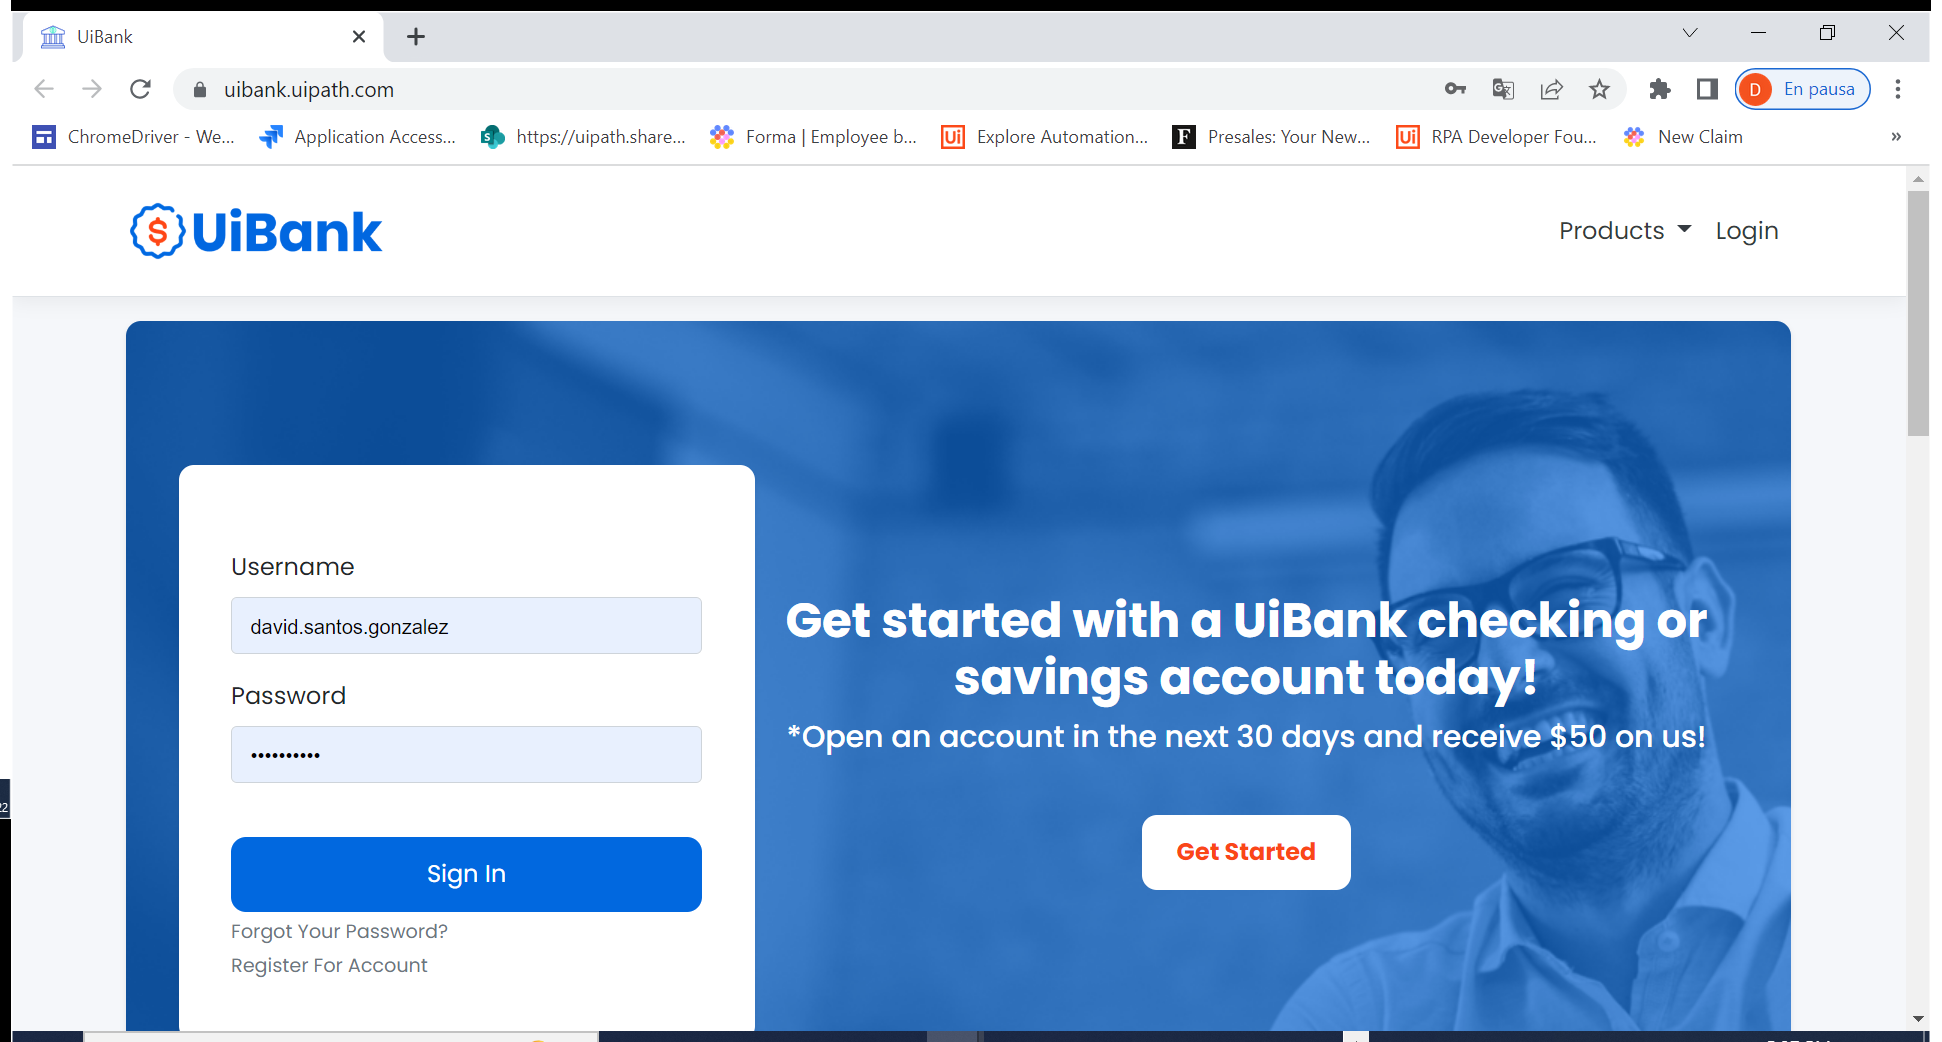 UiBank
uibank.uipath.com
En pausa
D
ChromeDriver - We...
Application Access...
https://uipath.share...
Forma | Employee b...
Explore Automation...
Presales: Your New...
RPA Developer Fou...
New Claim
»
$ UiBank
Products
Login
Username
david.santos.gonzalez
Password
••••••••••
Sign In
Forgot Your Password?
Register For Account
Get started with a UiBank checking or
savings account today!
*Open an account in the next 30 days and receive $50 on us!
Get Started
22